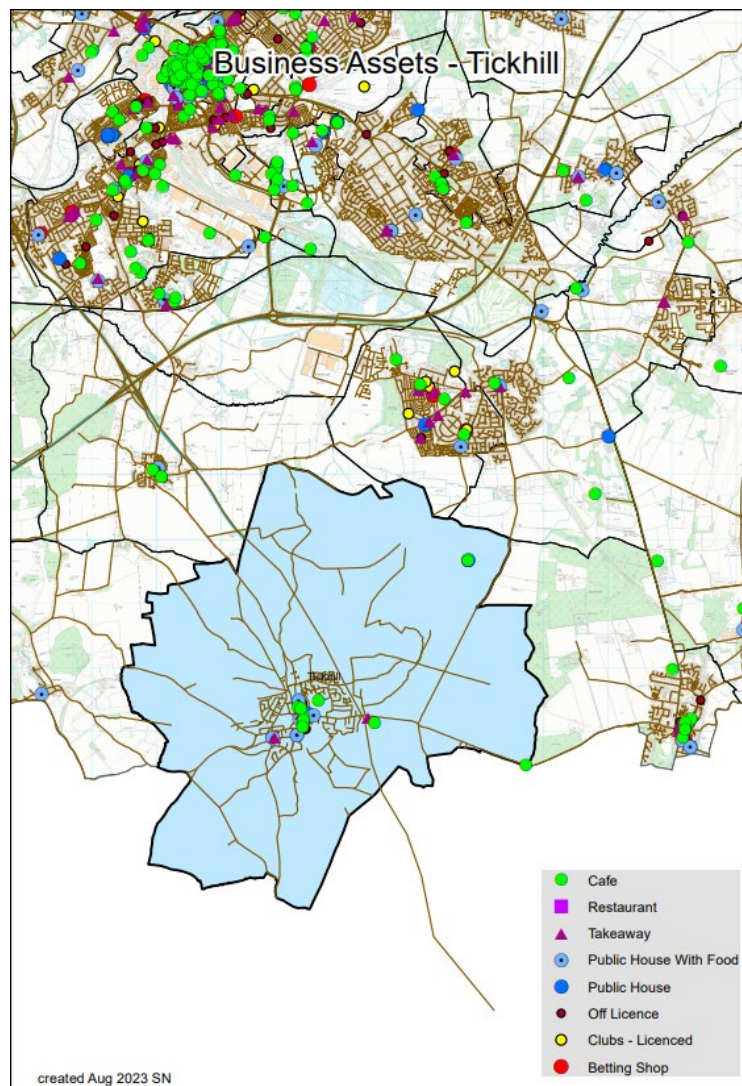 Business Assets - Tickhill
Tickhill
Cafe
Restaurant
Takeaway
Public House With Food
Public House
Off Licence
Clubs - Licenced
Betting Shop
created Aug 2023 SN